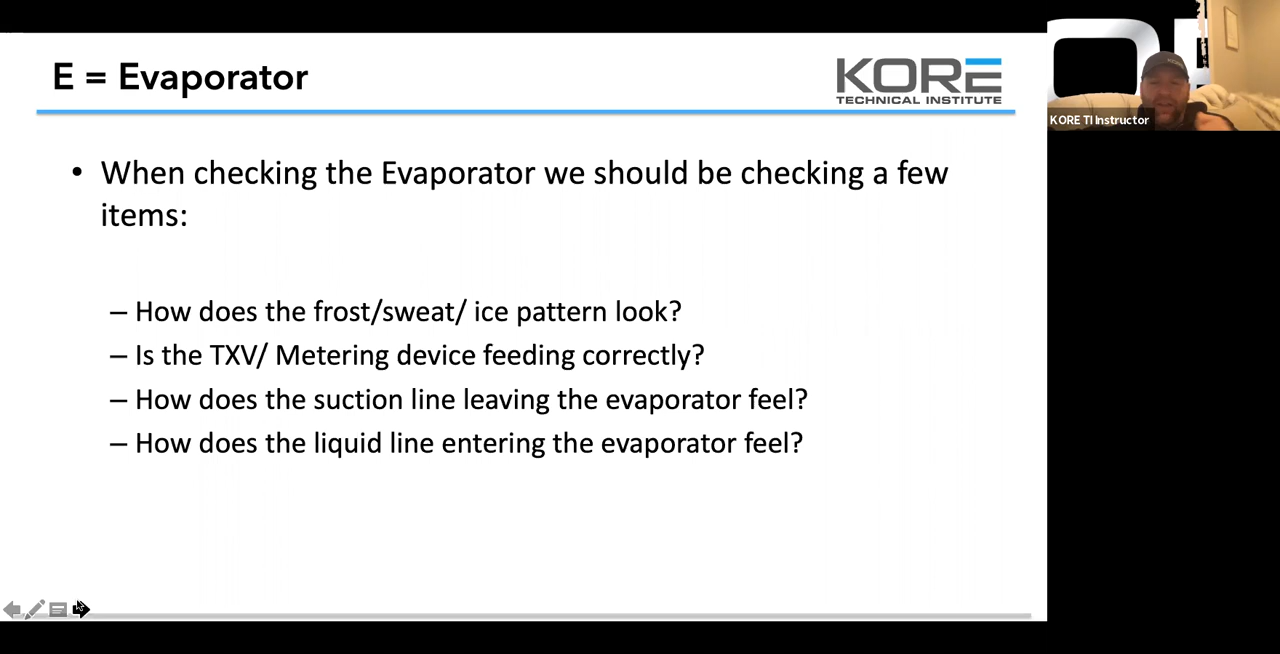 E = Evaporator
KORE
TECHNICAL INSTITUTE
• When checking the Evaporator we should be checking a few
items:
– How does the frost/sweat/ ice pattern look?
– Is the TXV/ Metering device feeding correctly?
– How does the suction line leaving the evaporator feel?
– How does the liquid line entering the evaporator feel?
KORE TI Instructor